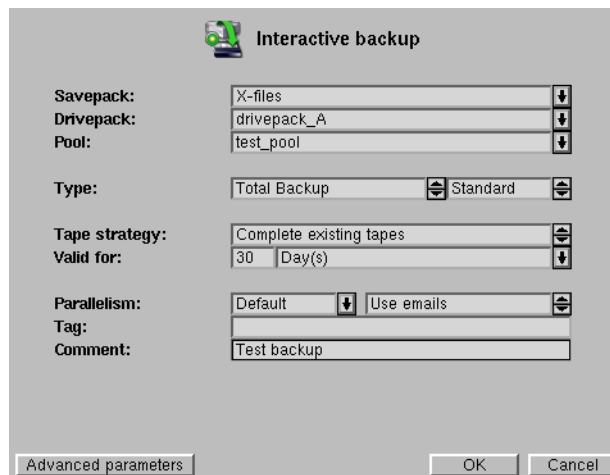 Interactive backup
Savepack: X-files
Drivepack: drivepack_A
Pool: test_pool
Type: Total Backup Standard
Tape strategy: Complete existing tapes
Valid for: 30 Day(s)
Parallelism: Default Use emails
Tag:
Comment: Test backup
Advanced parameters OK Cancel